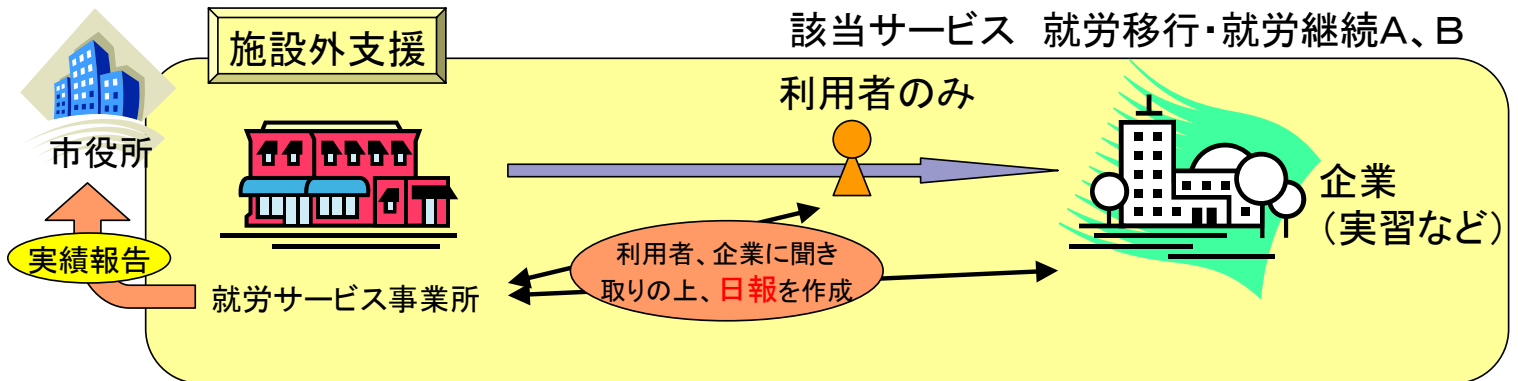 該当サービス 就労移行・就労継続A、B
施設外支援
利用者のみ
市役所
企業
(実習など)
実績報告
利用者、企業に聞き
取りの上、日報を作成
就労サービス事業所